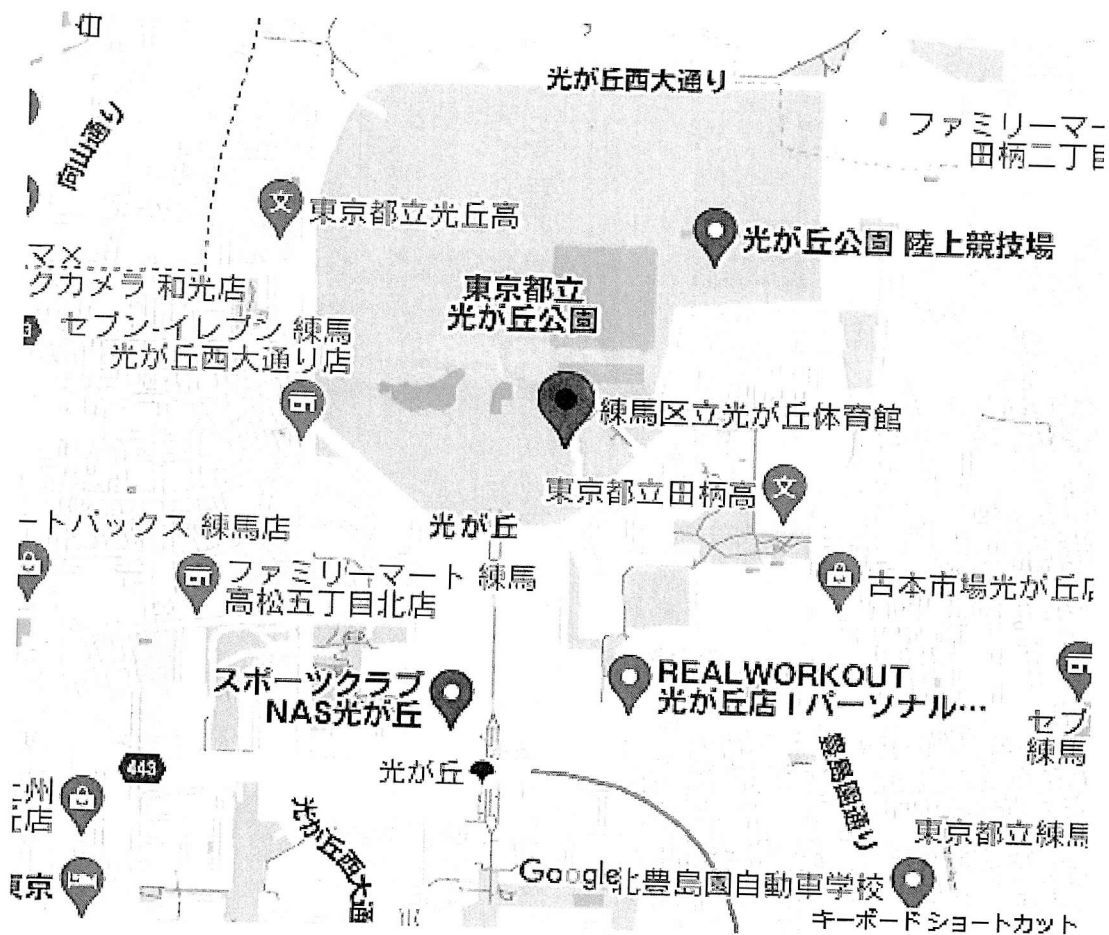 白
光が丘西大通り
向山通り
ファミリーマー
田柄二丁目
東京都立光丘高
光が丘公園 陸上競技場
マ×
クカメラ 和光店
東京都立
光が丘公園
セブン-イレブン 練馬
光が丘西大通り店
練馬区立光が丘体育館
東京都立田柄高
光が丘
ートバックス 練馬店
ファミリーマート 練馬
高松五丁目北店
古本市場光が丘店
スポーツクラブ
NAS光が丘
REALWORKOUT
光が丘店 | パーソナル…
セブ
練馬
443
光が丘
州
丘店
光が丘西大通
東京都立練馬
東京
Google
北豊島園自動車学校
キーボード ショートカット